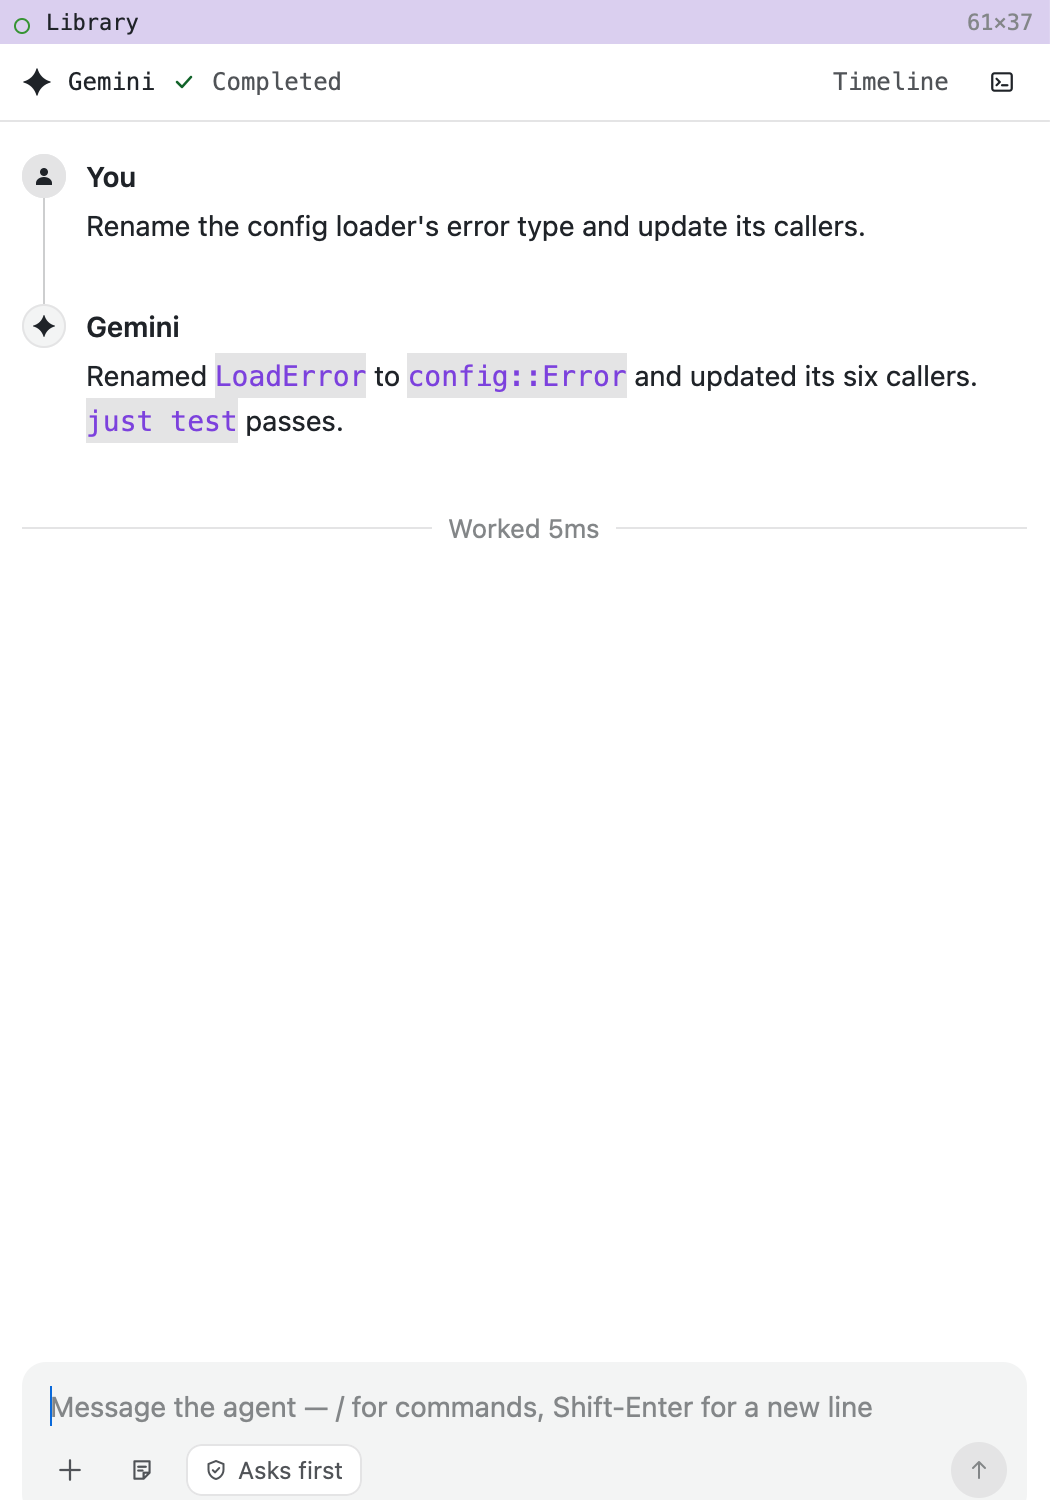 Library 61×37
Gemini Completed Timeline
You
Rename the config loader's error type and update its callers.
Gemini
Renamed LoadError to config::Error and updated its six callers.
just test passes.
Worked 5ms
Message the agent — / for commands, Shift-Enter for a new line
Asks first